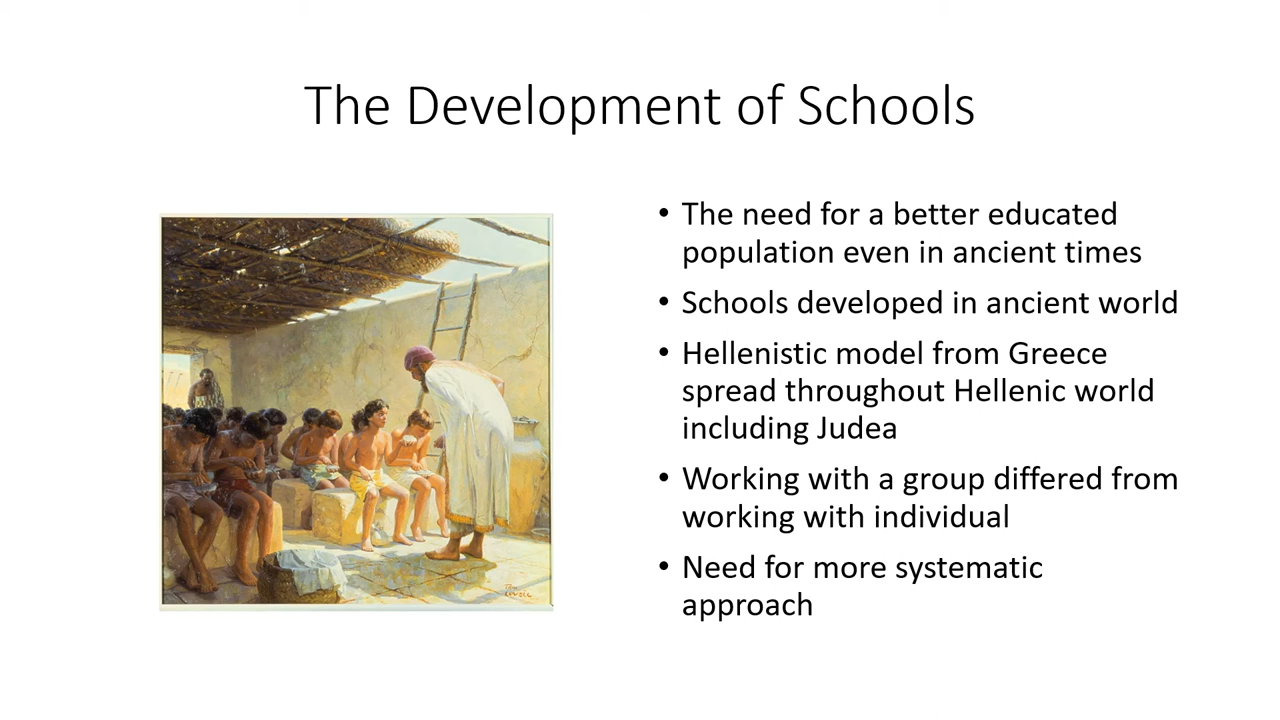 The Development of Schools
• The need for a better educated
population even in ancient times
• Schools developed in ancient world
• Hellenistic model from Greece
spread throughout Hellenic world
including Judea
• Working with a group differed from
working with individual
• Need for more systematic
approach